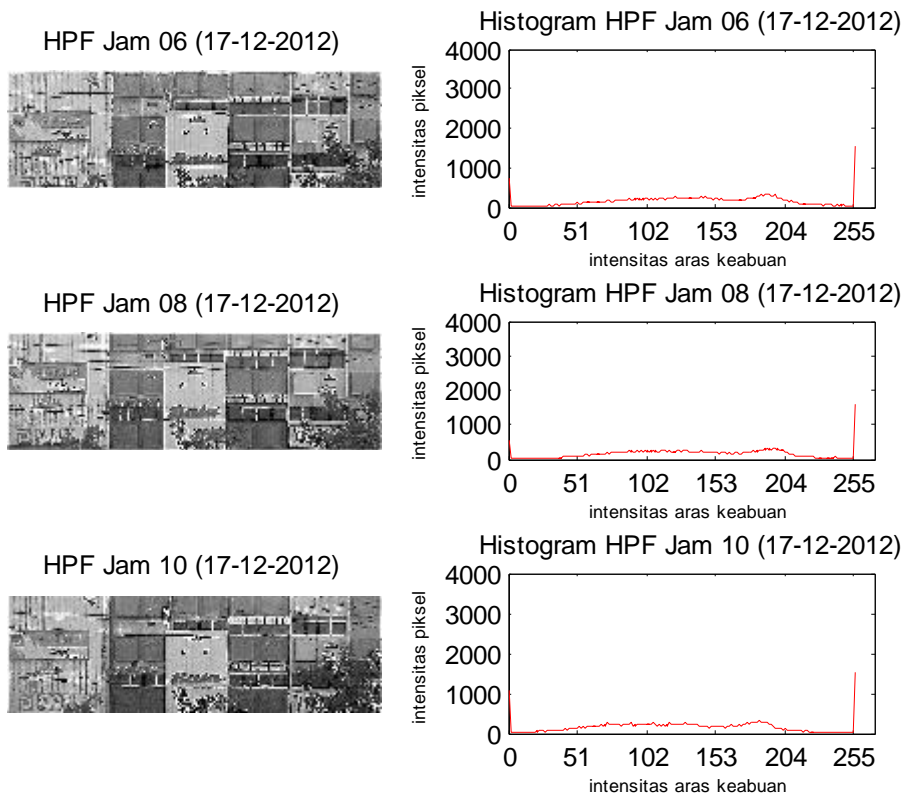 HPF Jam 06 (17-12-2012)
Histogram HPF Jam 06 (17-12-2012)
intensitas piksel
4000
3000
2000
1000
0
0 51 102 153 204 255
intensitas aras keabuan
HPF Jam 08 (17-12-2012)
Histogram HPF Jam 08 (17-12-2012)
intensitas piksel
4000
3000
2000
1000
0
0 51 102 153 204 255
intensitas aras keabuan
HPF Jam 10 (17-12-2012)
Histogram HPF Jam 10 (17-12-2012)
intensitas piksel
4000
3000
2000
1000
0
0 51 102 153 204 255
intensitas aras keabuan